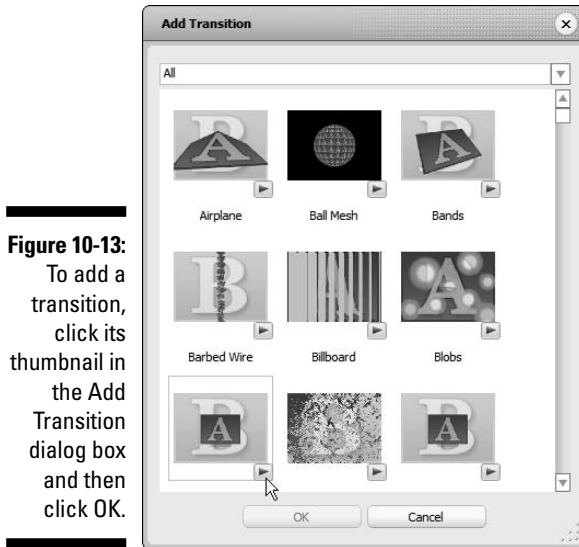 Add Transition
All
Airplane
Ball Mesh
Bands
Barbed Wire
Billboard
Blobs
OK
Cancel
Figure 10-13:
To add a
transition,
click its
thumbnail in
the Add
Transition
dialog box
and then
click OK.